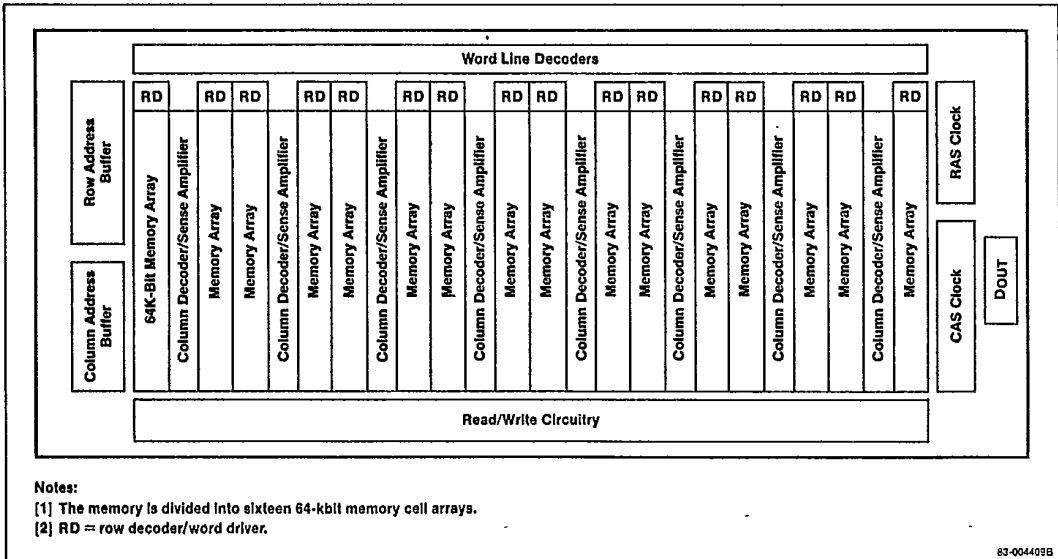 Word Line Decoders
Row Address
Buffer
Column Address
Buffer
RD RD RD RD RD RD RD RD RD RD RD RD RD RD RD RD
64K-Bit Memory Array
Column Decoder/Sense Amplifier
Memory Array
Memory Array
Column Decoder/Sense Amplifier
Memory Array
Memory Array
Column Decoder/Sense Amplifier
Memory Array
Memory Array
Column Decoder/Sense Amplifier
Memory Array
Memory Array
Column Decoder/Sense Amplifier
Memory Array
Memory Array
Column Decoder/Sense Amplifier
Memory Array
Memory Array
Column Decoder/Sense Amplifier
Memory Array
Memory Array
Column Decoder/Sense Amplifier
Memory Array
RAS Clock
CAS Clock
DOUT
Read/Write Circuitry
Notes:
[1] The memory is divided into sixteen 64-kbit memory cell arrays.
[2] RD = row decoder/word driver.
83-004409B